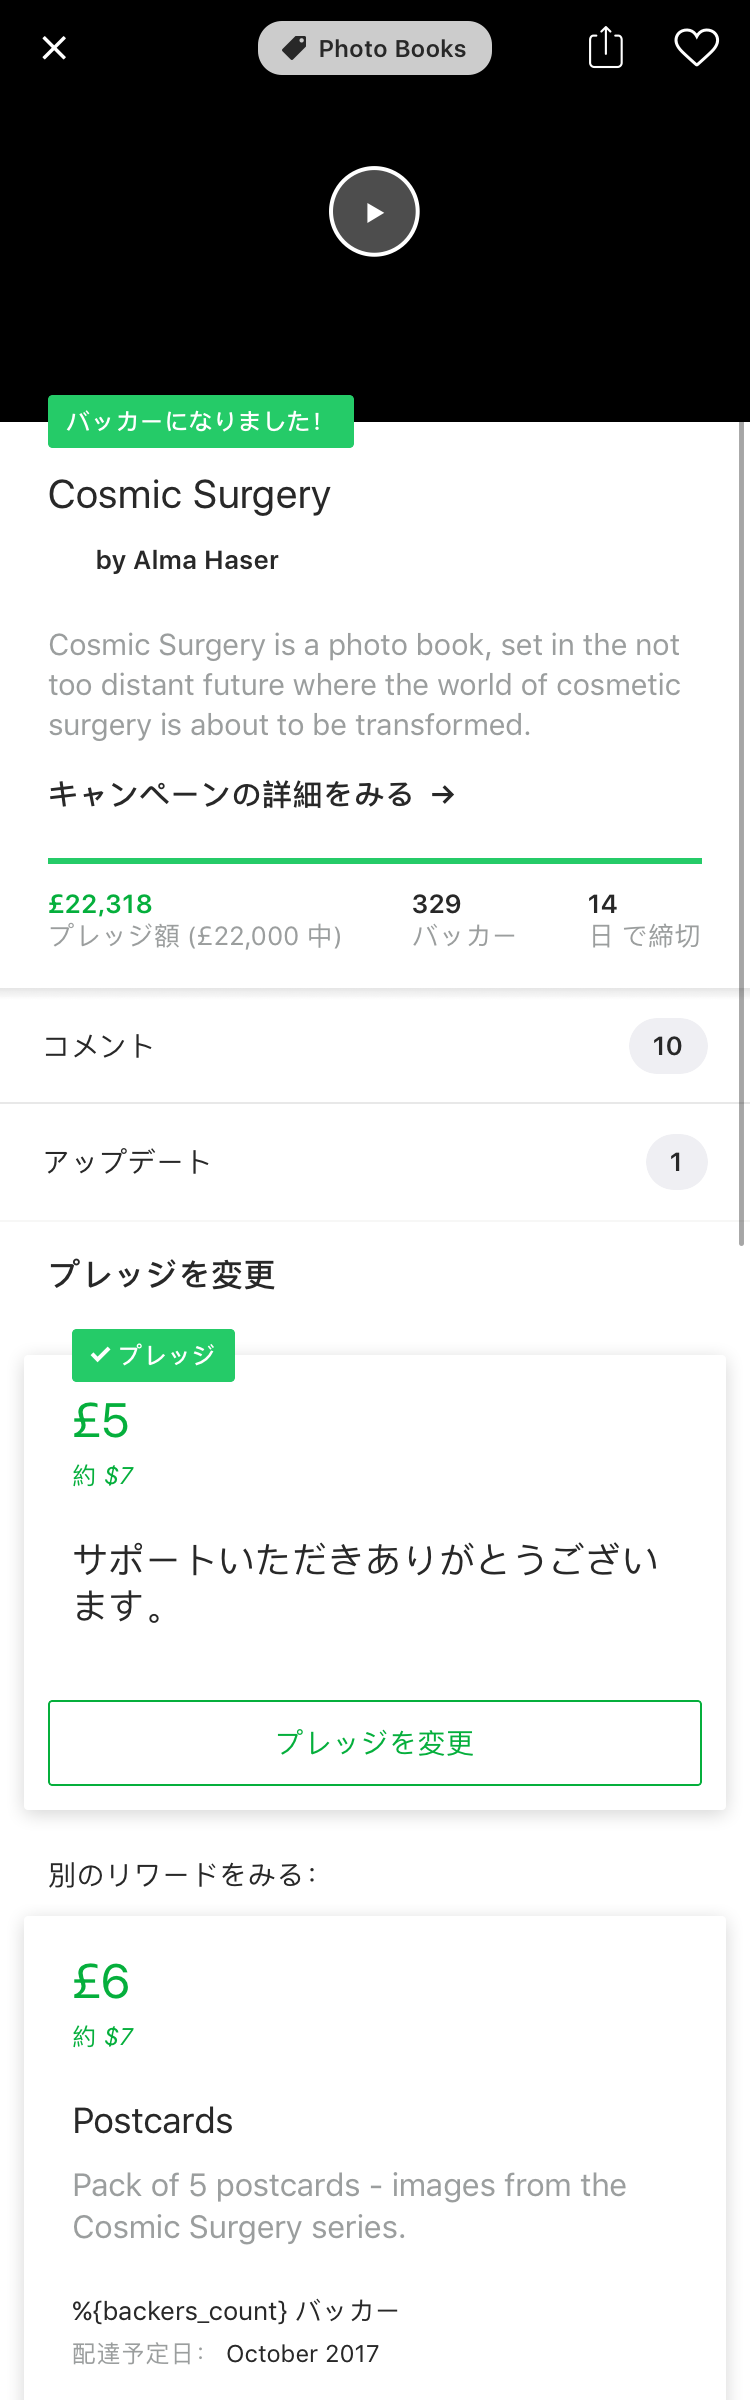 Photo Books
バッカーになりました！
Cosmic Surgery
by Alma Haser
Cosmic Surgery is a photo book, set in the not
too distant future where the world of cosmetic
surgery is about to be transformed.
キャンペーンの詳細をみる →
£22,318 329 14
プレッジ額 (£22,000 中) バッカー 日 で締切
コメント 10
アップデート 1
プレッジを変更
✓ プレッジ
£5
約 $7
サポートいただきありがとうござい
ます。
プレッジを変更
別のリワードをみる：
£6
約 $7
Postcards
Pack of 5 postcards - images from the
Cosmic Surgery series.
%{backers_count} バッカー
配達予定日： October 2017